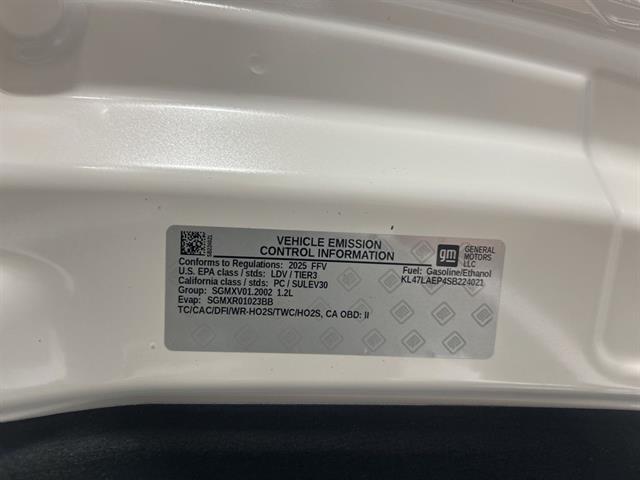 SB224021
VEHICLE EMISSION
CONTROL INFORMATION
gm
GENERAL
MOTORS
LLC
Conforms to Regulations: 2025 FFV
Fuel: Gasoline/Ethanol
U.S. EPA class / stds: LDV / TIER3
KL47LAEP4SB224021
California class / stds: PC / SULEV30
Group: SGMXV01.2002 1.2L
Evap: SGMXR01023BB
TC/CAC/DFI/WR-HO2S/TWC/HO2S, CA OBD: II